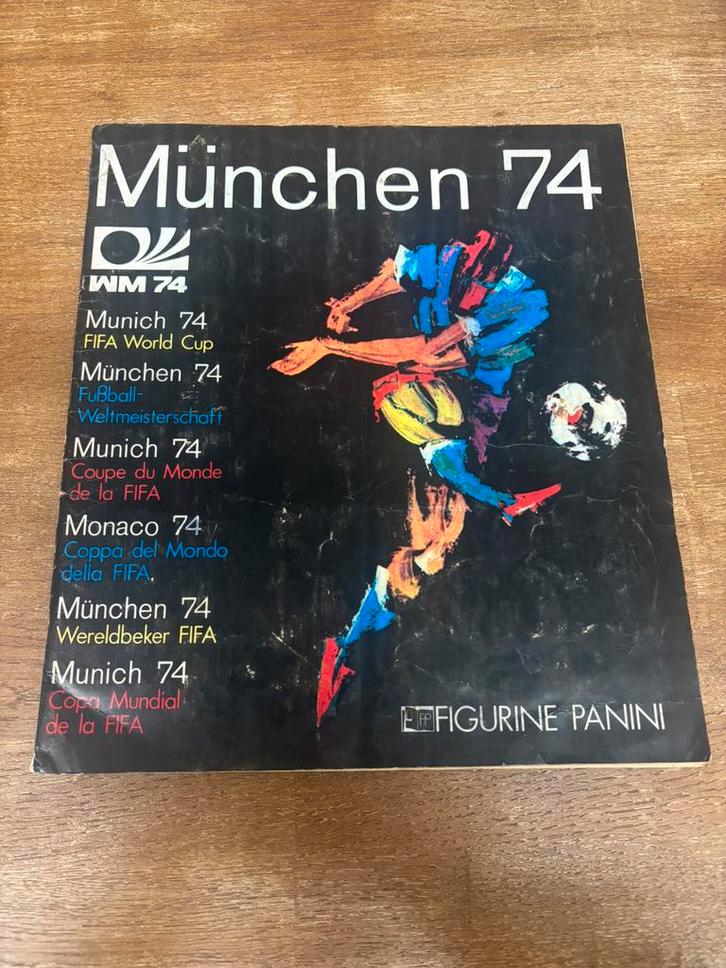 München 74
WM 74
Munich 74
FIFA World Cup
München 74
Fußball-
Weltmeisterschaft
Munich 74
Coupe du Monde
de la FIFA
Monaco 74
Coppa del Mondo
della FIFA
München 74
Wereldbeker FIFA
Munich 74
Copa Mundial
de la FIFA
FIGURINE PANINI